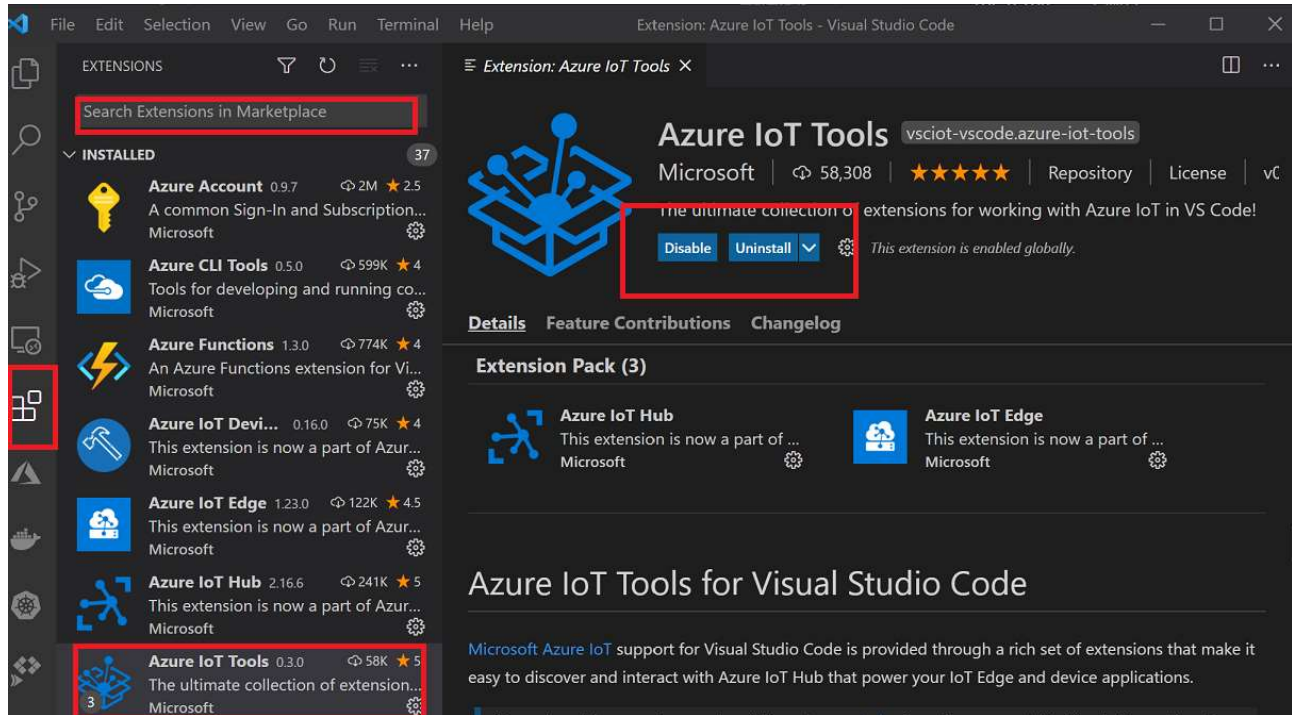 File Edit Selection View Go Run Terminal Help Extension: Azure IoT Tools - Visual Studio Code
EXTENSIONS
Search Extensions in Marketplace
INSTALLED 37
Azure Account 0.9.7 2M ★ 2.5
A common Sign-In and Subscription...
Microsoft
Azure CLI Tools 0.5.0 599K ★ 4
Tools for developing and running co...
Microsoft
Azure Functions 1.3.0 774K ★ 4
An Azure Functions extension for Vi...
Microsoft
Azure IoT Devi... 0.16.0 75K ★ 4
This extension is now a part of Azur...
Microsoft
Azure IoT Edge 1.23.0 122K ★ 4.5
This extension is now a part of Azur...
Microsoft
Azure IoT Hub 2.16.6 241K ★ 5
This extension is now a part of Azur...
Microsoft
Azure IoT Tools 0.3.0 58K ★ 5
The ultimate collection of extension...
3 Microsoft
Extension: Azure IoT Tools
Azure IoT Tools vsciot-vscode.azure-iot-tools
Microsoft | 58,308 | ★★★★★ | Repository | License | v0
The ultimate collection of extensions for working with Azure IoT in VS Code!
Disable Uninstall This extension is enabled globally.
Details Feature Contributions Changelog
Extension Pack (3)
Azure IoT Hub
This extension is now a part of ...
Microsoft
Azure IoT Edge
This extension is now a part of ...
Microsoft
Azure IoT Tools for Visual Studio Code
Microsoft Azure IoT support for Visual Studio Code is provided through a rich set of extensions that make it
easy to discover and interact with Azure IoT Hub that power your IoT Edge and device applications.